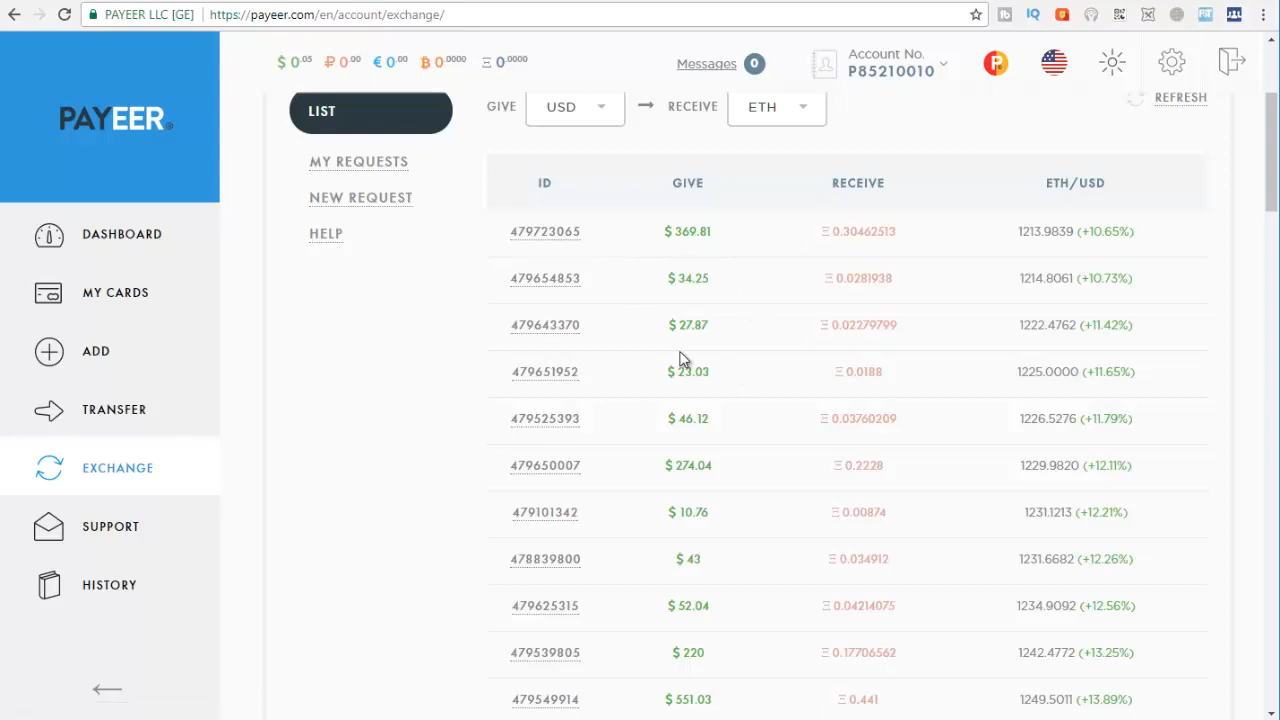 PAYEER LLC [GE] https://payeer.com/en/account/exchange/
$ 0.05 ₽ 0.00 € 0.00 ₿ 0.0000 Ξ 0.0000
Messages 0
Account No.
P85210010
PAYEER
LIST
GIVE USD → RECEIVE ETH
REFRESH
MY REQUESTS
NEW REQUEST
HELP
DASHBOARD
MY CARDS
ADD
TRANSFER
EXCHANGE
SUPPORT
HISTORY
ID GIVE RECEIVE ETH/USD
479723065 $ 369.81 Ξ 0.30462513 1213.9839 (+10.65%)
479654853 $ 34.25 Ξ 0.0281938 1214.8061 (+10.73%)
479643370 $ 27.87 Ξ 0.02279799 1222.4762 (+11.42%)
479651952 $ 23.03 Ξ 0.0188 1225.0000 (+11.65%)
479525393 $ 46.12 Ξ 0.03760209 1226.5276 (+11.79%)
479650007 $ 274.04 Ξ 0.2228 1229.9820 (+12.11%)
479101342 $ 10.76 Ξ 0.00874 1231.1213 (+12.21%)
478839800 $ 43 Ξ 0.034912 1231.6682 (+12.26%)
479625315 $ 52.04 Ξ 0.04214075 1234.9092 (+12.56%)
479539805 $ 220 Ξ 0.17706562 1242.4772 (+13.25%)
479549914 $ 551.03 Ξ 0.441 1249.5011 (+13.89%)